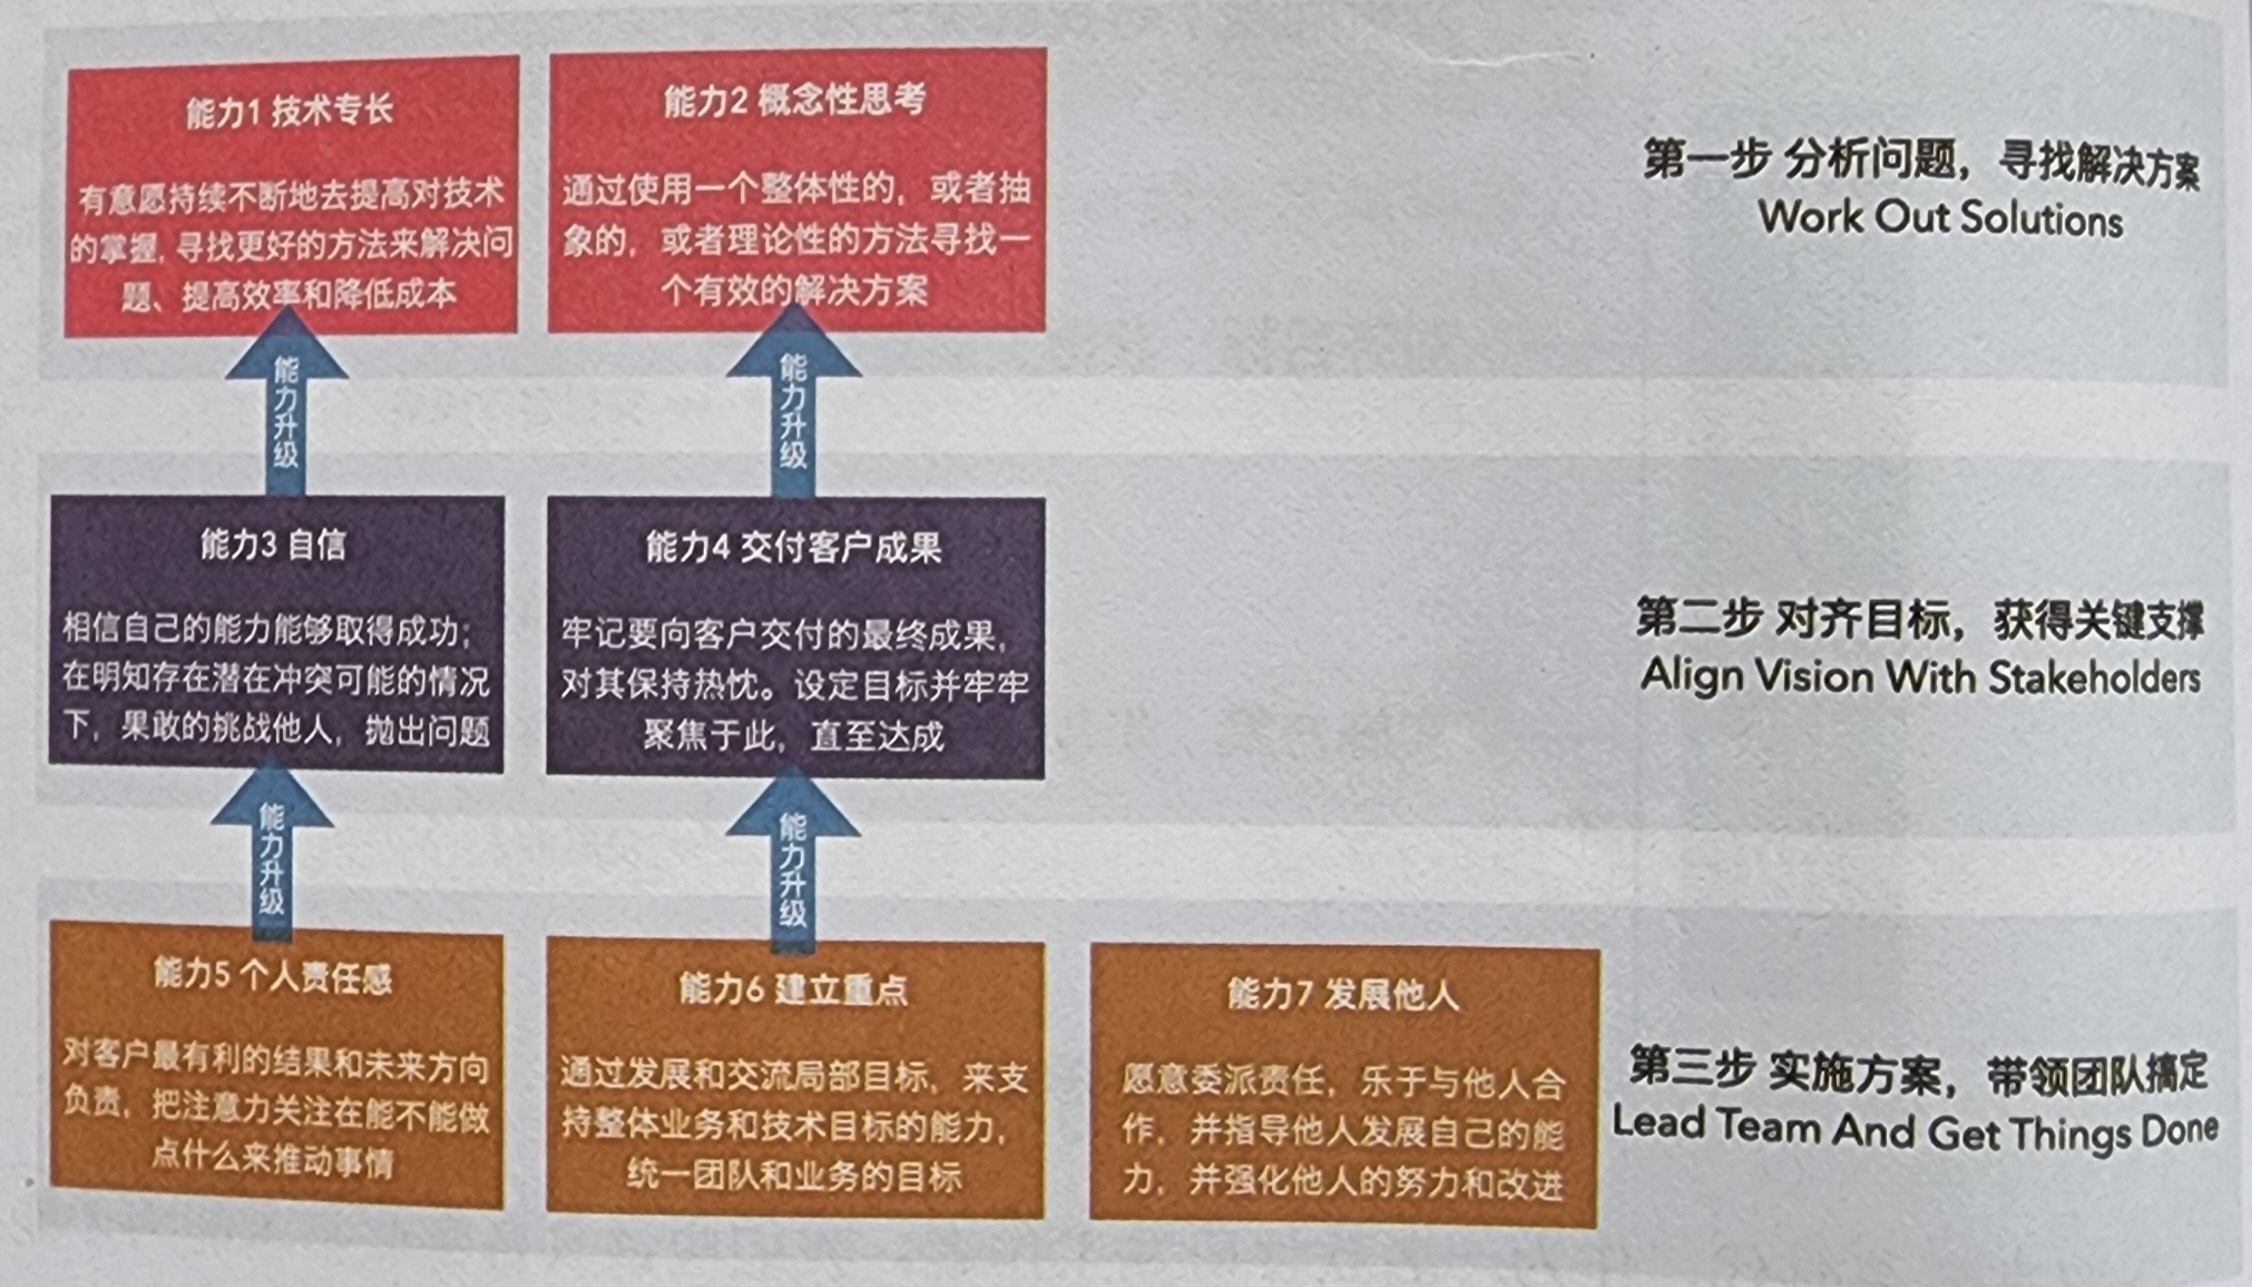 能力1 技术专长
有意愿持续不断地去提高对技术
的掌握, 寻找更好的方法来解决问
题、提高效率和降低成本
能力2 概念性思考
通过使用一个整体性的，或者抽
象的，或者理论性的方法寻找一
个有效的解决方案
第一步 分析问题，寻找解决方案
Work Out Solutions
能力升级
能力升级
能力3 自信
相信自己的能力能够取得成功；
在明知存在潜在冲突可能的情况
下，果敢的挑战他人，抛出问题
能力4 交付客户成果
牢记要向客户交付的最终成果，
对其保持热忱。设定目标并牢牢
聚焦于此，直至达成
第二步 对齐目标，获得关键支撑
Align Vision With Stakeholders
能力升级
能力升级
能力5 个人责任感
对客户最有利的结果和未来方向
负责，把注意力关注在能不能做
点什么来推动事情
能力6 建立重点
通过发展和交流局部目标，来支
持整体业务和技术目标的能力，
统一团队和业务的目标
能力7 发展他人
愿意委派责任，乐于与他人合
作，并指导他人发展自己的能
力，并强化他人的努力和改进
第三步 实施方案，带领团队搞定
Lead Team And Get Things Done